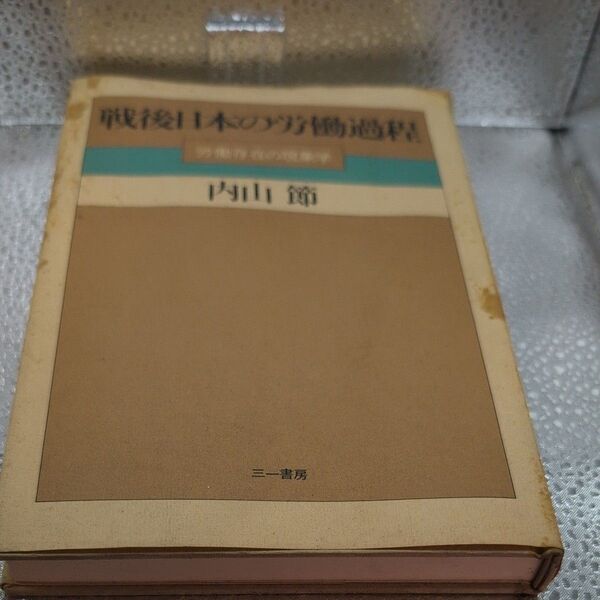 戦後日本の労働過程
労働存在の現象学
内山 節
三一書房